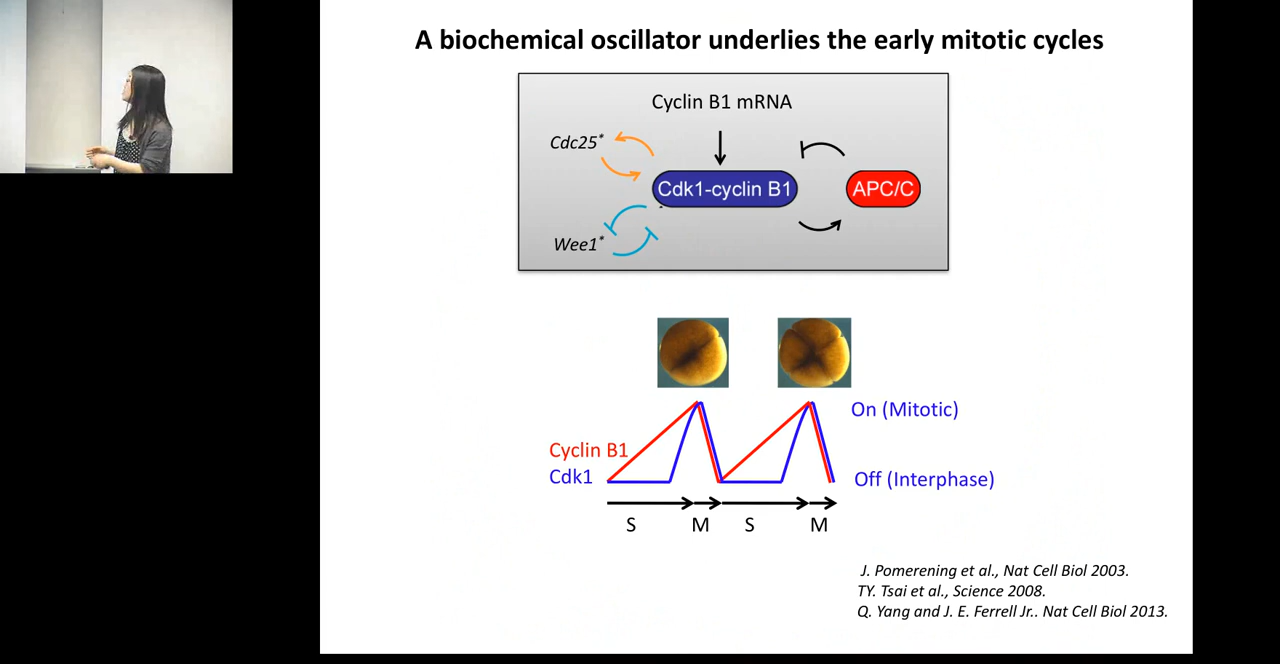 A biochemical oscillator underlies the early mitotic cycles
Cyclin B1 mRNA
Cdc25*
Cdk1-cyclin B1
APC/C
Wee1*
On (Mitotic)
Cyclin B1
Cdk1
Off (Interphase)
S M S M
J. Pomerening et al., Nat Cell Biol 2003.
TY. Tsai et al., Science 2008.
Q. Yang and J. E. Ferrell Jr.. Nat Cell Biol 2013.